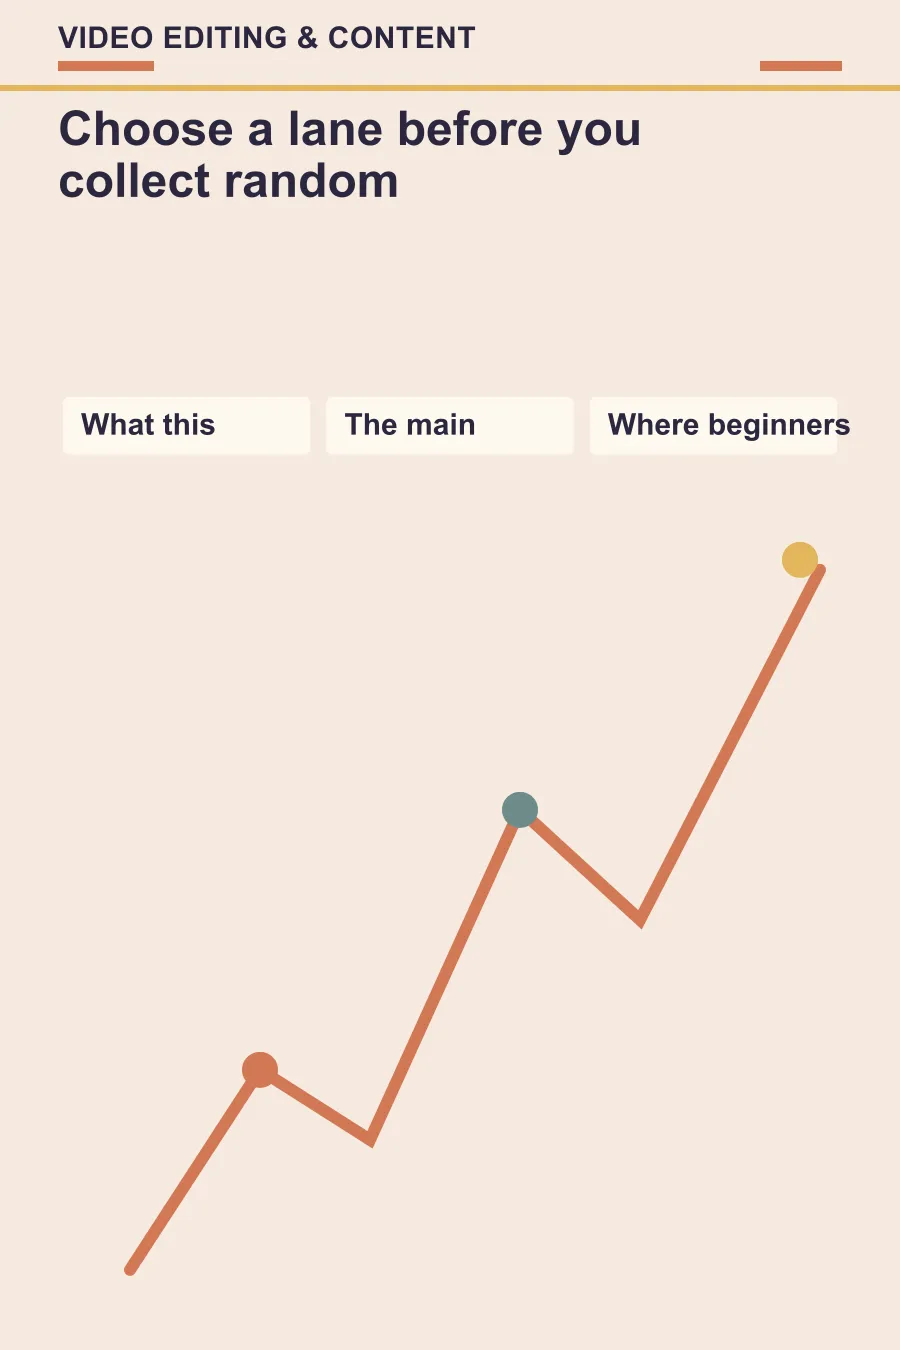 VIDEO EDITING & CONTENT
Choose a lane before you
collect random
What this
The main
Where beginners